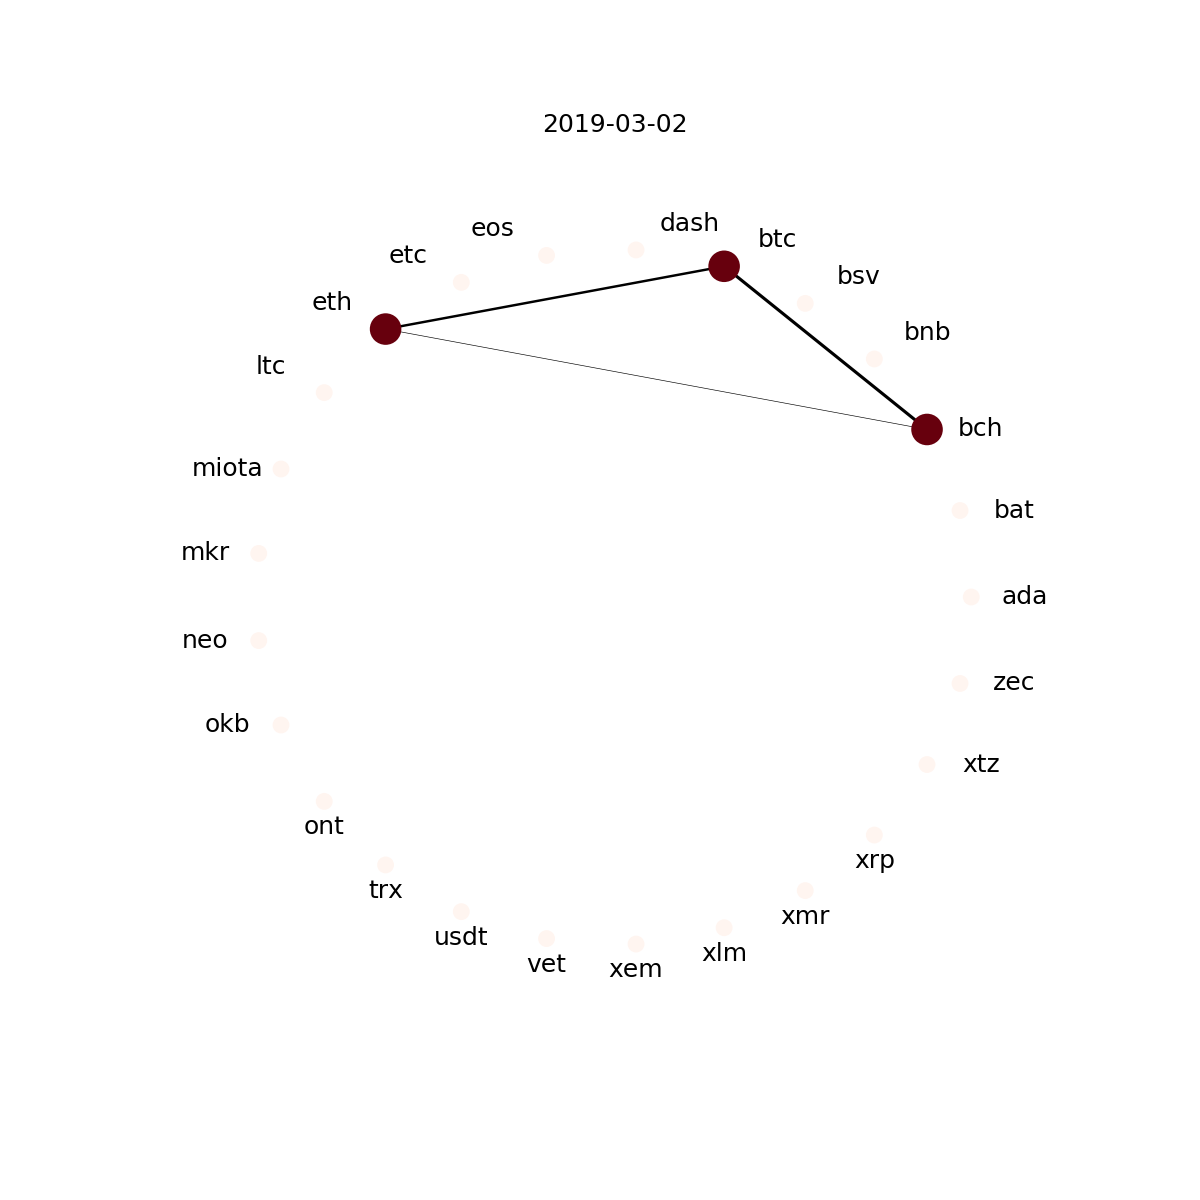 2019-03-02
dash
eos
btc
etc
bsv
eth
bnb
ltc
bch
miota
bat
mkr
ada
neo
zec
okb
xtz
ont
xrp
trx
xmr
usdt
xlm
vet
xem